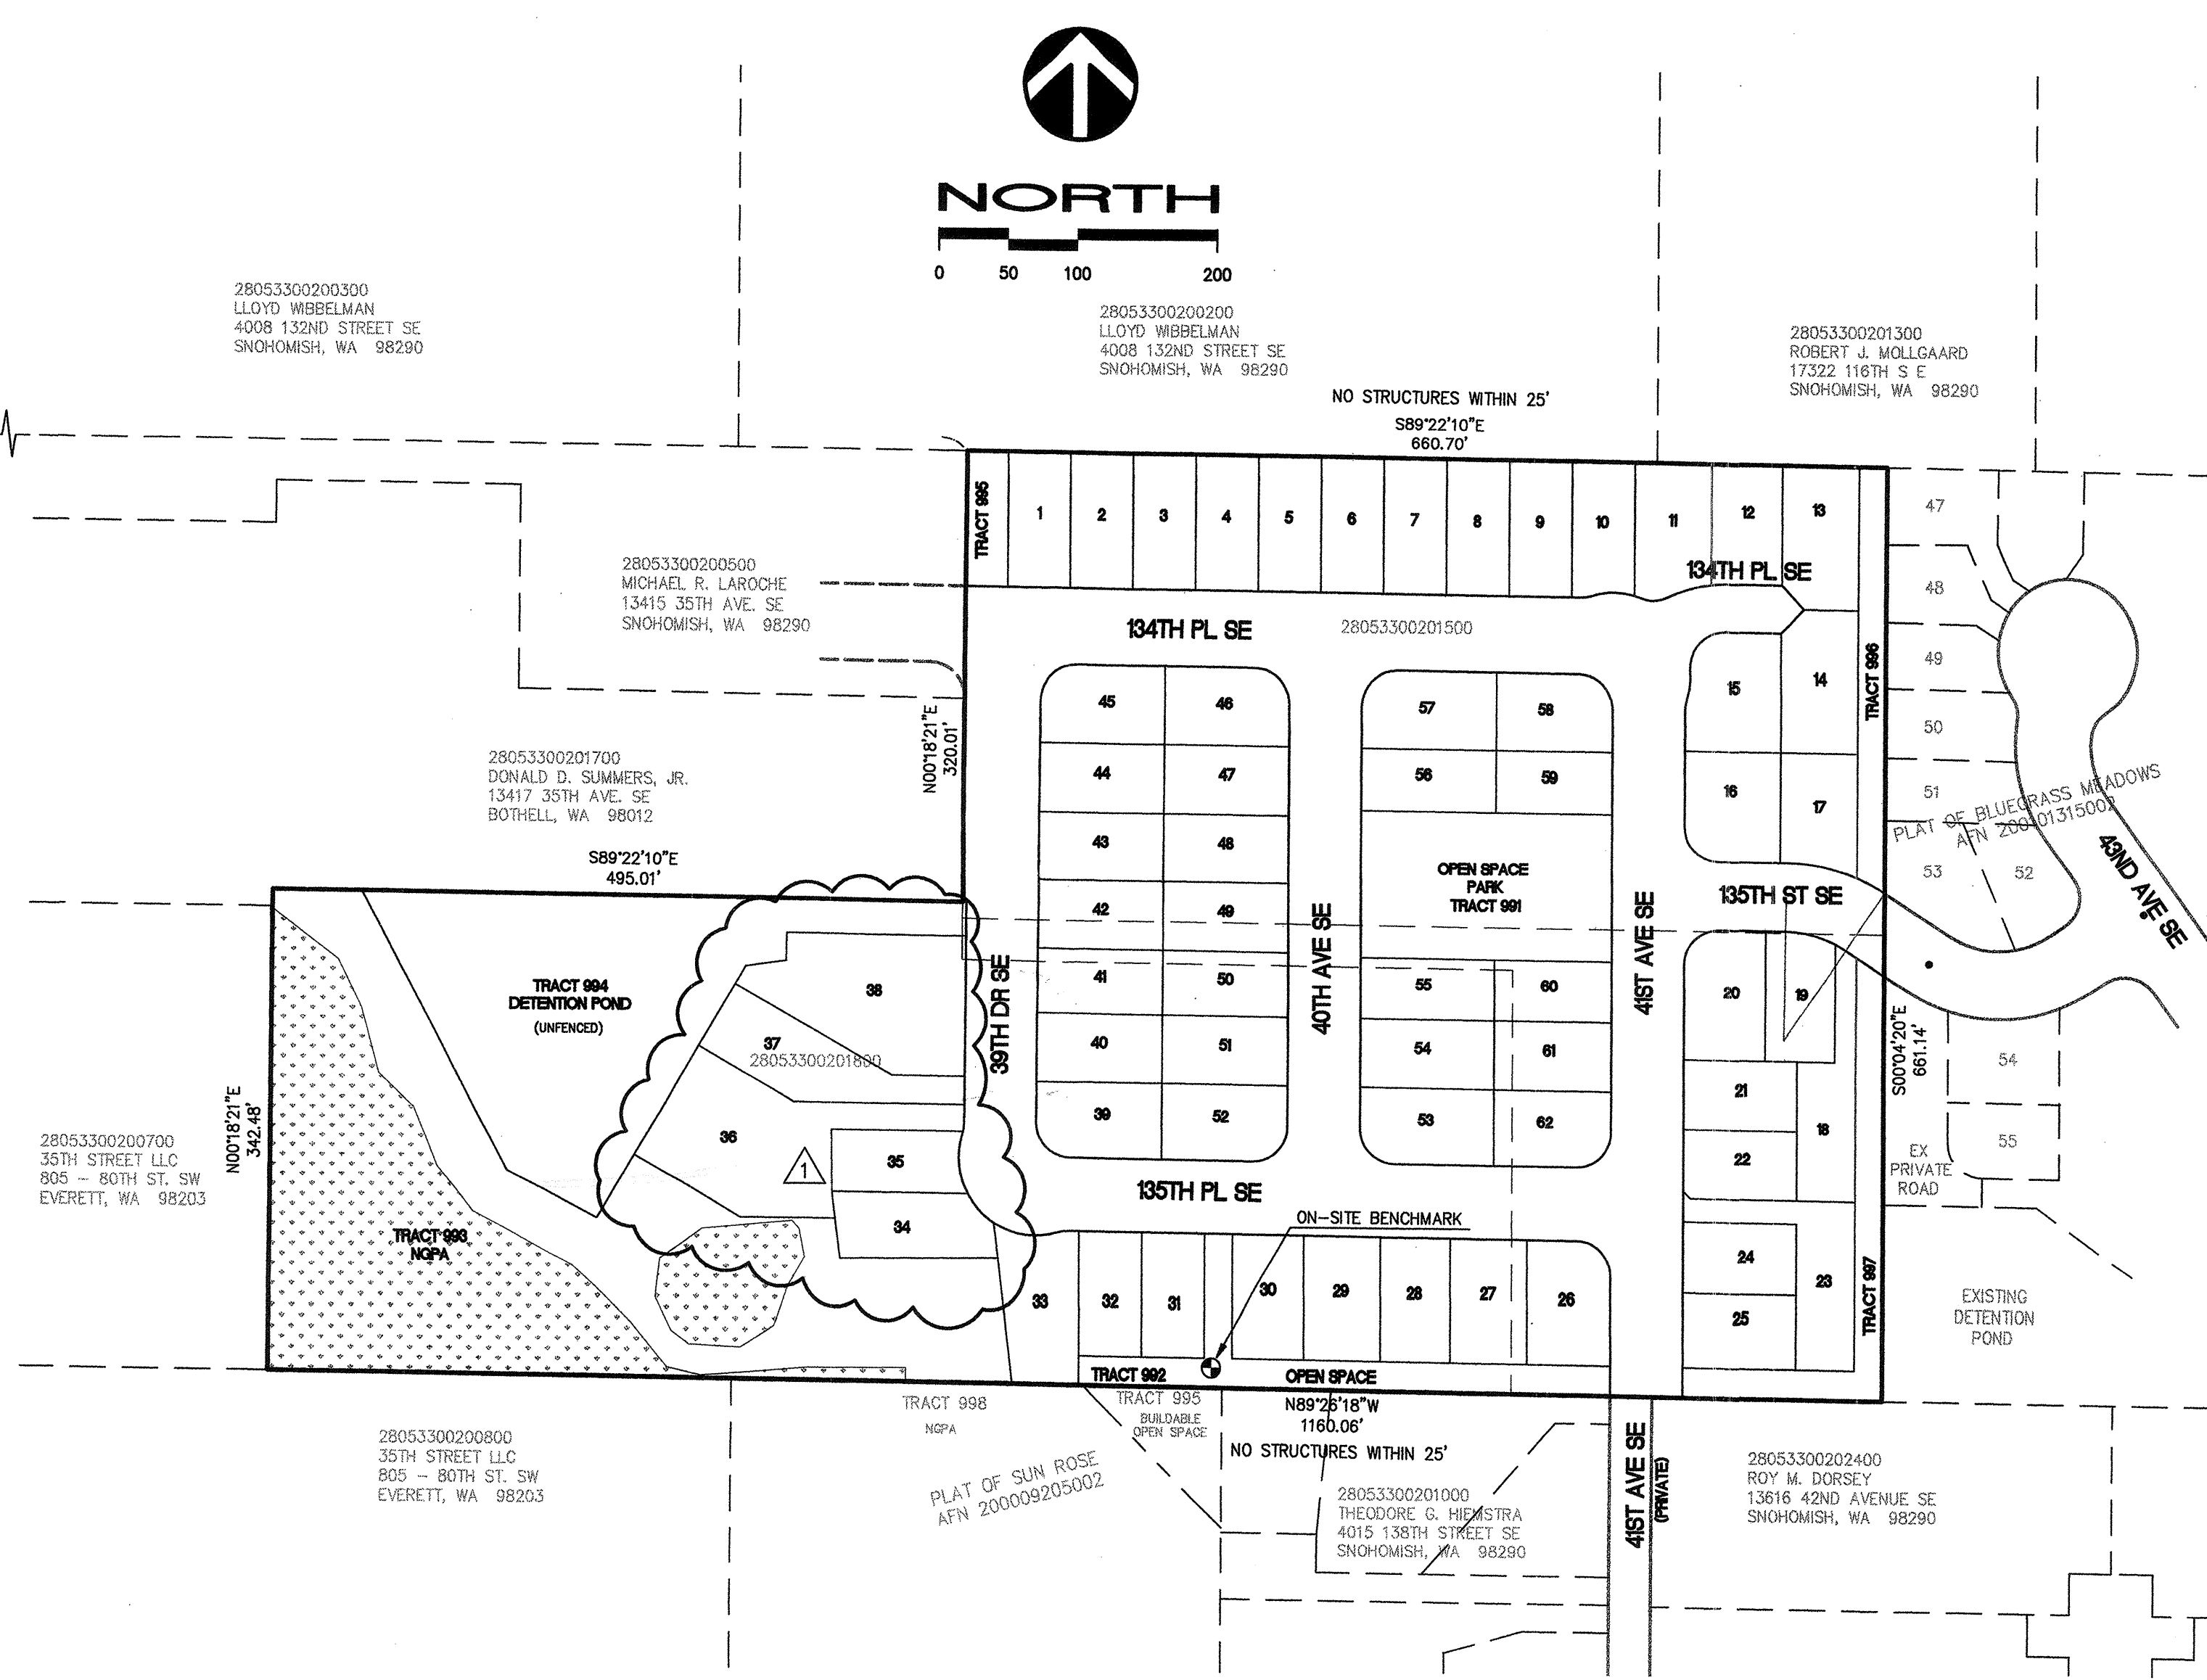 NORTH
0 50 100 200
28053300200300
LLOYD WIBBELMAN
4008 132ND STREET SE
SNOHOMISH, WA 98290
28053300200200
LLOYD WIBBELMAN
4008 132ND STREET SE
SNOHOMISH, WA 98290
28053300201300
ROBERT J. MOLLGAARD
17322 116TH S E
SNOHOMISH, WA 98290
NO STRUCTURES WITHIN 25'
S89°22'10"E
660.70'
TRACT 995
1 2 3 4 5 6 7 8 9 10 11 12 13
134TH PL SE
47
48
49
50
51
53 52
28053300200500
MICHAEL R. LAROCHE
13415 35TH AVE. SE
SNOHOMISH, WA 98290
134TH PL SE
28053300201500
N00°18'21"E
320.01'
45 46
44 47
43 48
42 49
41 50
40 51
39 52
57 58
56 59
OPEN SPACE
PARK
TRACT 991
55 60
54 61
53 62
15 14
16 17
TRACT 996
PLAT OF BLUEGRASS MEADOWS
AFN 200101315002
43ND AVE SE
28053300201700
DONALD D. SUMMERS, JR.
13417 35TH AVE. SE
BOTHELL, WA 98012
S89°22'10"E
495.01'
135TH ST SE
39TH DR SE
40TH AVE SE
41ST AVE SE
TRACT 994
DETENTION POND
(UNFENCED)
38
37
28053300201800
36
1
35
34
20 19
21
18
22
24
23
25
S00°04'20"E
661.14'
54
55
EX
PRIVATE
ROAD
TRACT 997
EXISTING
DETENTION
POND
N00°18'21"E
342.48'
28053300200700
35TH STREET LLC
805 - 80TH ST. SW
EVERETT, WA 98203
TRACT 993
NGPA
135TH PL SE
ON-SITE BENCHMARK
33 32 31 30 29 28 27 26
TRACT 992
OPEN SPACE
TRACT 998
NGPA
TRACT 995
BUILDABLE
OPEN SPACE
N89°26'18"W
1160.06'
NO STRUCTURES WITHIN 25'
28053300200800
35TH STREET LLC
805 - 80TH ST. SW
EVERETT, WA 98203
PLAT OF SUN ROSE
AFN 200009205002
28053300201000
THEODORE G. HIEMSTRA
4015 138TH STREET SE
SNOHOMISH, WA 98290
41ST AVE SE
(PRIVATE)
28053300202400
ROY M. DORSEY
13616 42ND AVENUE SE
SNOHOMISH, WA 98290